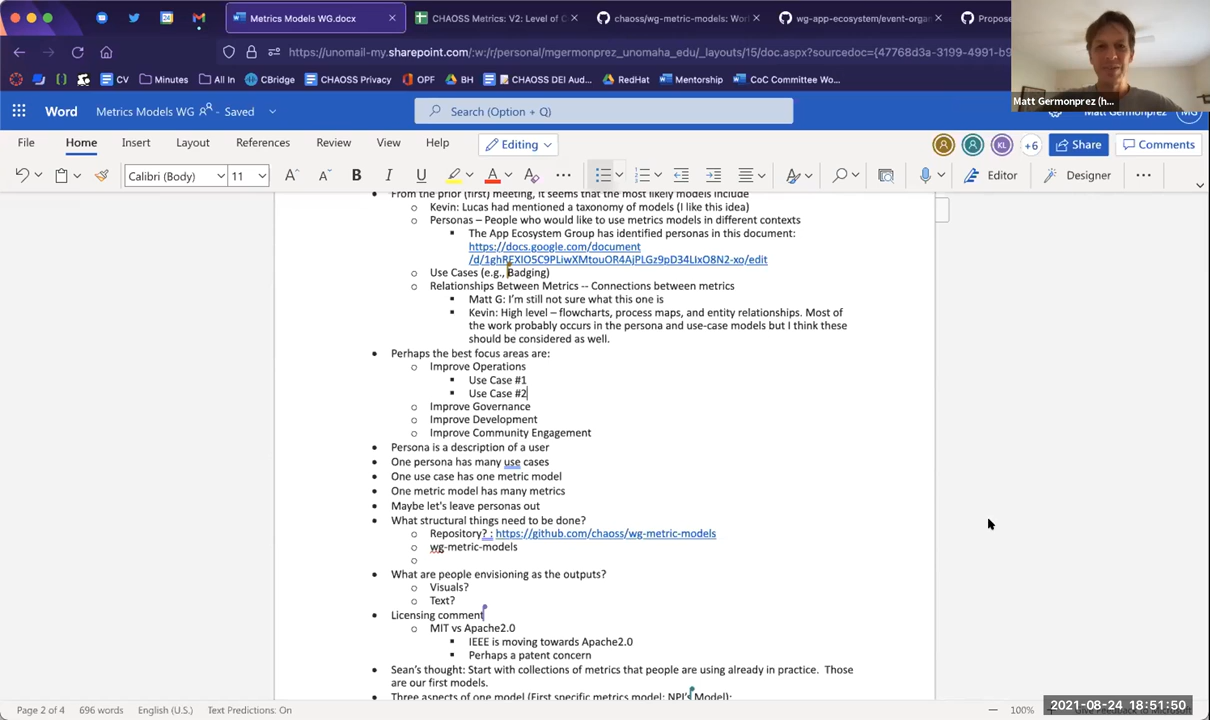 Metrics Models WG.docx
CHAOSS Metrics: V2: Level of C
chaoss/wg-metric-models: Wor
wg-app-ecosystem/event-orga
Propose
https://unomail-my.sharepoint.com/:w:/r/personal/mgermonprez_unomaha_edu/_layouts/15/doc.aspx?sourcedoc={47768d3a-3199-4991-b9
CV
Minutes
All In
CBridge
CHAOSS Privacy
OPF
BH
CHAOSS DEI Aud...
RedHat
Mentorship
CoC Committee Wo...
Matt Germonprez (h...
Word
Metrics Models WG - Saved
Search (Option + Q)
Matt Germonprez
MG
File
Home
Insert
Layout
References
Review
View
Help
Editing
KL
+6
Share
Comments
Calibri (Body)
11
Editor
Designer
From the prior (first) meeting, it seems that the most likely models include
Kevin: Lucas had mentioned a taxonomy of models (I like this idea)
Personas – People who would like to use metrics models in different contexts
The App Ecosystem Group has identified personas in this document:
https://docs.google.com/document
/d/1ghREXIO5C9PLiwXMtouOR4AjPLGz9pD34LIxO8N2-xo/edit
Use Cases (e.g., Badging)
Relationships Between Metrics -- Connections between metrics
Matt G: I'm still not sure what this one is
Kevin: High level – flowcharts, process maps, and entity relationships. Most of
the work probably occurs in the persona and use-case models but I think these
should be considered as well.
Perhaps the best focus areas are:
Improve Operations
Use Case #1
Use Case #2
Improve Governance
Improve Development
Improve Community Engagement
Persona is a description of a user
One persona has many use cases
One use case has one metric model
One metric model has many metrics
Maybe let's leave personas out
What structural things need to be done?
Repository? : https://github.com/chaoss/wg-metric-models
wg-metric-models
What are people envisioning as the outputs?
Visuals?
Text?
Licensing comment
MIT vs Apache2.0
IEEE is moving towards Apache2.0
Perhaps a patent concern
Sean's thought: Start with collections of metrics that people are using already in practice. Those
are our first models.
Three aspects of one model (First specific metrics model: NPI's Model):
Page 2 of 4
696 words
English (U.S.)
Text Predictions: On
100%
2021-08-24 18:51:50